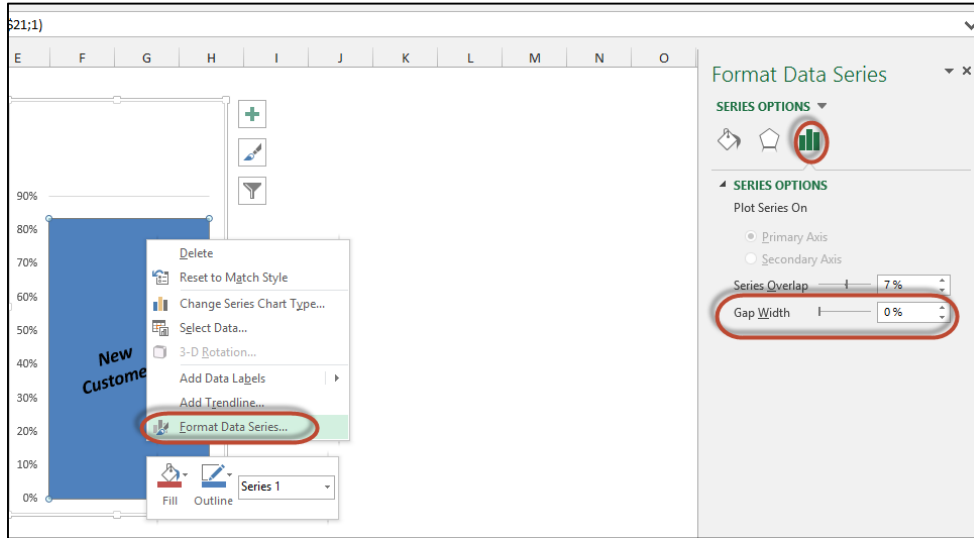 $21;1)
E F G H I J K L M N O
90%
80%
70%
60%
50%
40%
30%
20%
10%
0%
New
Custome
Delete
Reset to Match Style
Change Series Chart Type...
Select Data...
3-D Rotation...
Add Data Labels
Add Trendline...
Format Data Series...
Fill Outline Series 1
Format Data Series
SERIES OPTIONS
SERIES OPTIONS
Plot Series On
Primary Axis
Secondary Axis
Series Overlap 7 %
Gap Width 0 %